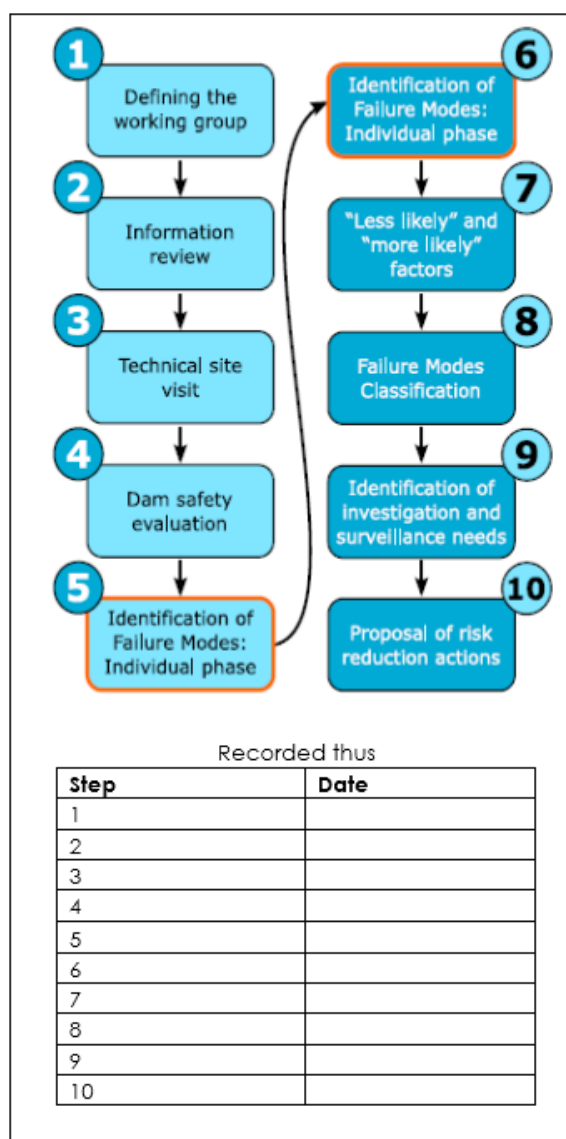 1
Defining the
working group
2
Information
review
3
Technical site
visit
4
Dam safety
evaluation
5
Identification of
Failure Modes:
Individual phase
6
Identification of
Failure Modes:
Individual phase
7
"Less likely" and
"more likely"
factors
8
Failure Modes
Classification
9
Identification of
investigation and
surveillance needs
10
Proposal of risk
reduction actions
Recorded thus
Step Date
1
2
3
4
5
6
7
8
9
10